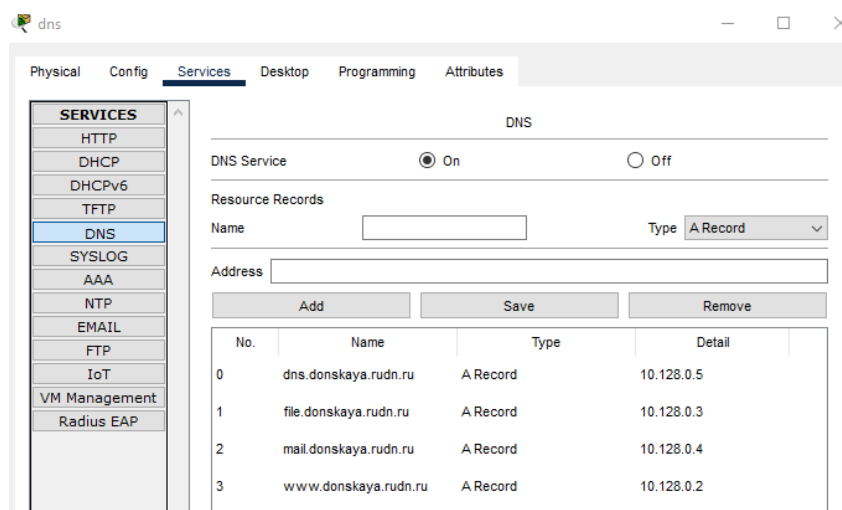 dns
Physical Config Services Desktop Programming Attributes
SERVICES
HTTP
DHCP
DHCPv6
TFTP
DNS
SYSLOG
AAA
NTP
EMAIL
FTP
IoT
VM Management
Radius EAP
DNS
DNS Service On Off
Resource Records
Name Type A Record
Address
Add Save Remove
No. Name Type Detail
0 dns.donskaya.rudn.ru A Record 10.128.0.5
1 file.donskaya.rudn.ru A Record 10.128.0.3
2 mail.donskaya.rudn.ru A Record 10.128.0.4
3 www.donskaya.rudn.ru A Record 10.128.0.2